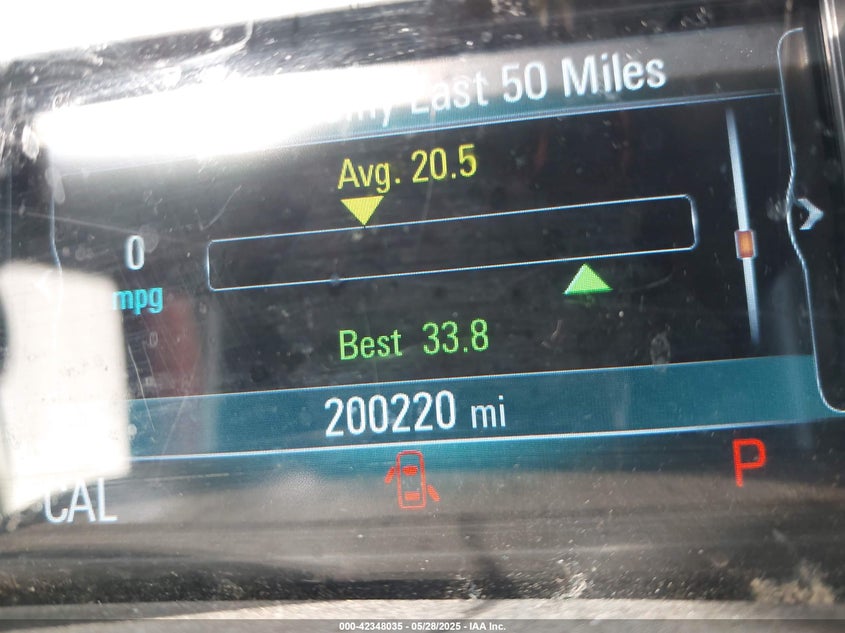 Last 50 Miles
Avg. 20.5
0
mpg
Best 33.8
200220 mi
CAL
P
000-42348035 - 05/28/2025 - IAA Inc.